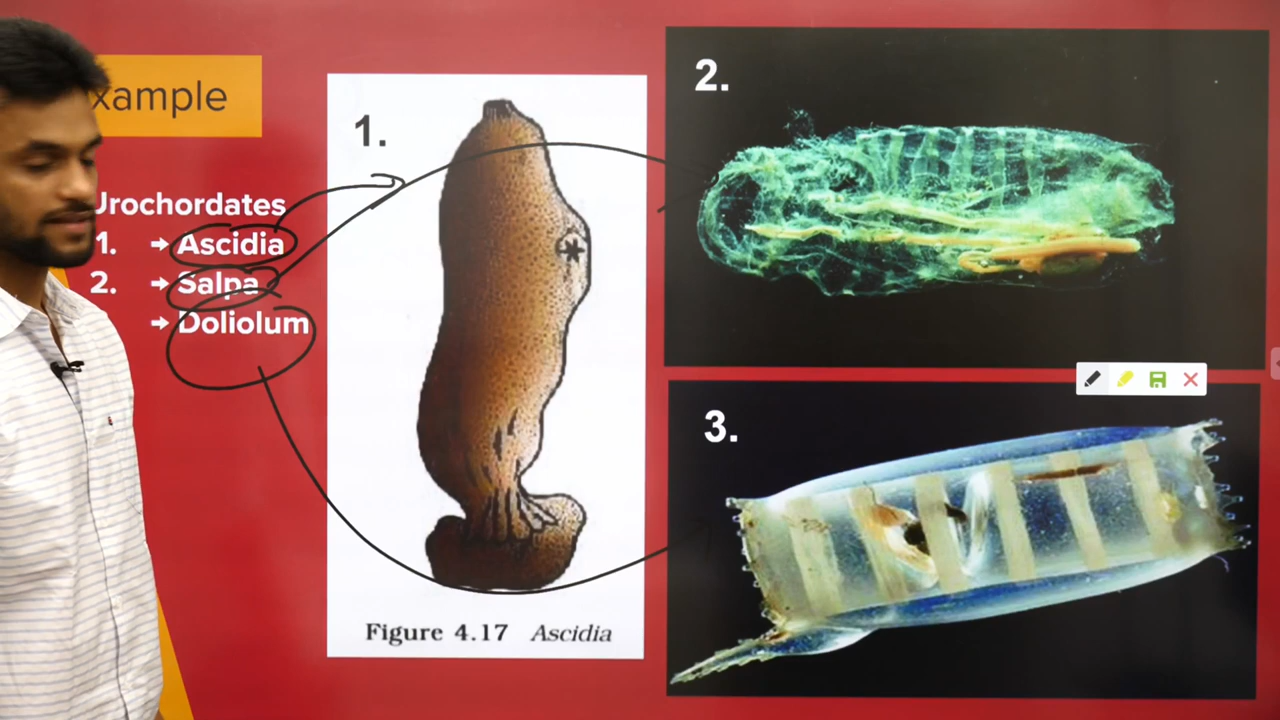 xample
Urochordates
1. → Ascidia
2. → Salpa
→ Doliolum
1.
Figure 4.17 Ascidia
2.
3.